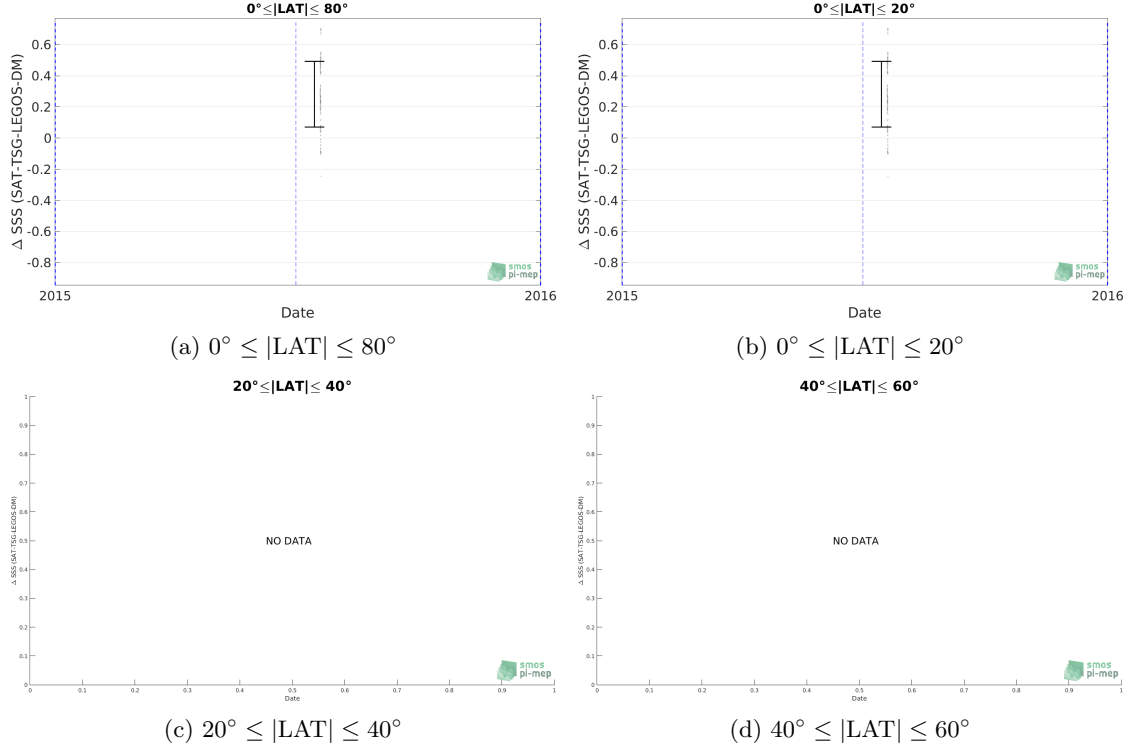 0°≤|LAT|≤ 80°
Δ SSS (SAT-TSG-LEGOS-DM)
0.6
0.4
0.2
0
-0.2
-0.4
-0.6
-0.8
smos
pi-mep
2015
2016
Date
(a) 0° ≤ |LAT| ≤ 80°
0°≤|LAT|≤ 20°
Δ SSS (SAT-TSG-LEGOS-DM)
0.6
0.4
0.2
0
-0.2
-0.4
-0.6
-0.8
smos
pi-mep
2015
2016
Date
(b) 0° ≤ |LAT| ≤ 20°
20°≤|LAT|≤ 40°
Δ SSS (SAT-TSG-LEGOS-DM)
1
0.9
0.8
0.7
0.6
0.5
0.4
0.3
0.2
0.1
0
NO DATA
smos
pi-mep
0 0.1 0.2 0.3 0.4 0.5 0.6 0.7 0.8 0.9 1
Date
(c) 20° ≤ |LAT| ≤ 40°
40°≤|LAT|≤ 60°
Δ SSS (SAT-TSG-LEGOS-DM)
1
0.9
0.8
0.7
0.6
0.5
0.4
0.3
0.2
0.1
0
NO DATA
smos
pi-mep
0 0.1 0.2 0.3 0.4 0.5 0.6 0.7 0.8 0.9 1
Date
(d) 40° ≤ |LAT| ≤ 60°